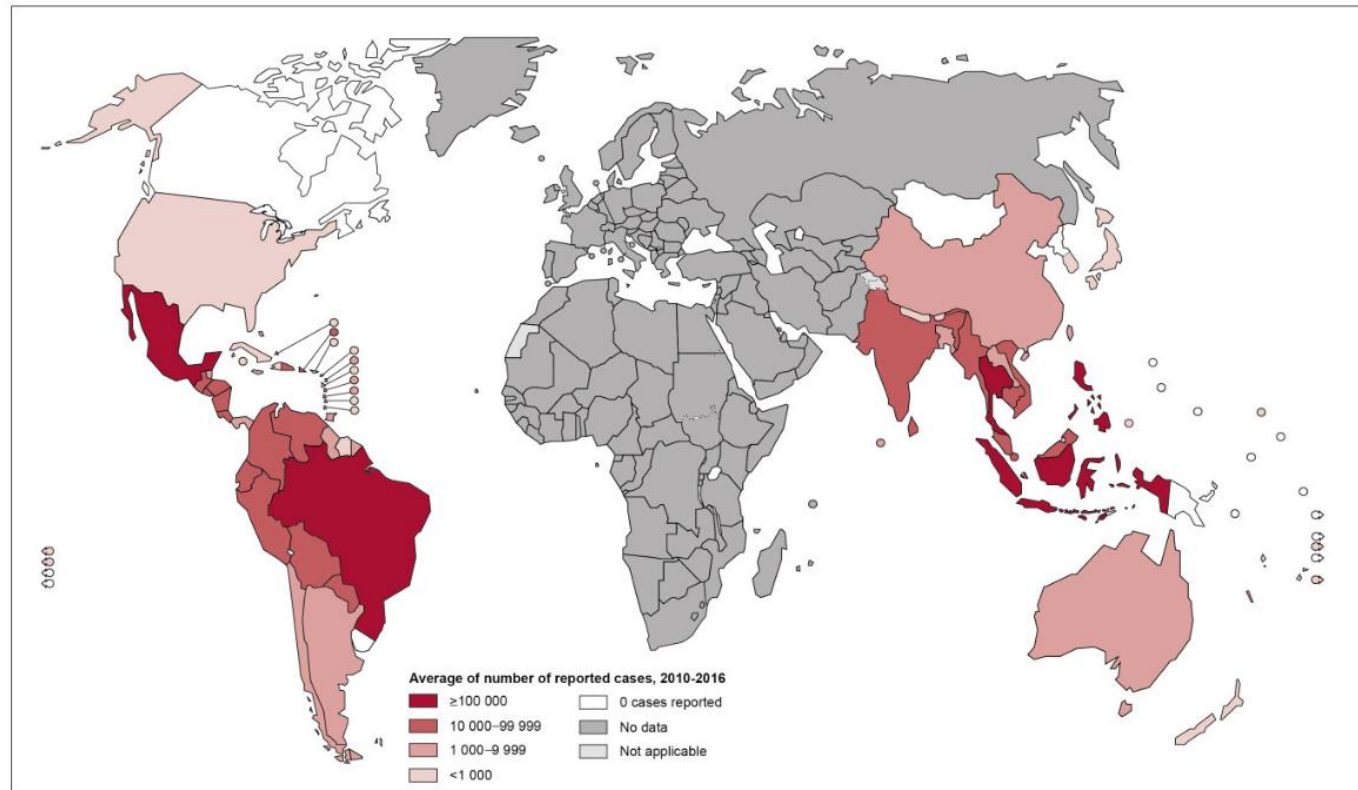 Average of number of reported cases, 2010-2016
≥100 000
10 000–99 999
1 000–9 999
<1 000
0 cases reported
No data
Not applicable